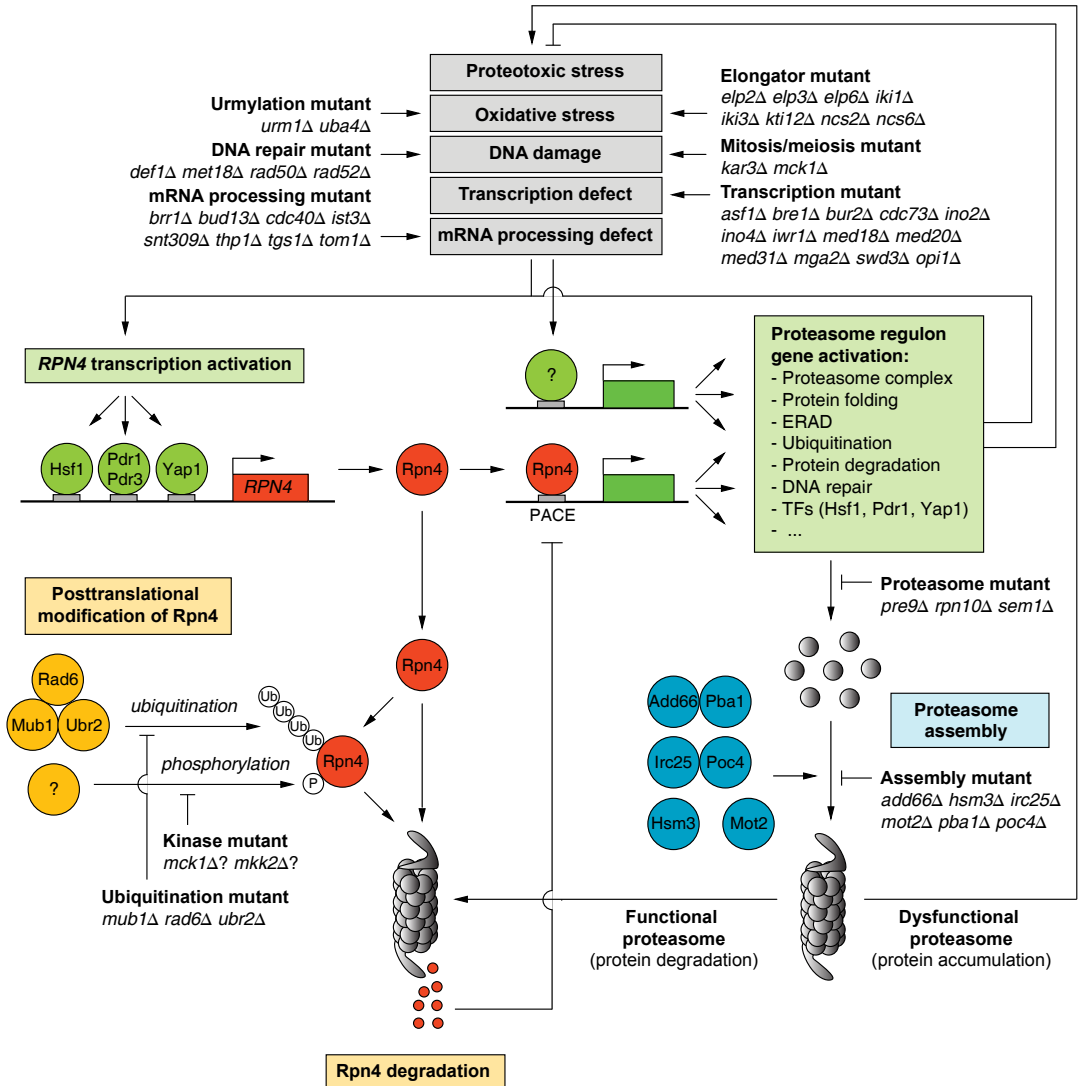 Proteotoxic stress
Oxidative stress
DNA damage
Transcription defect
mRNA processing defect
Urmylation mutant
urm1Δ uba4Δ
DNA repair mutant
def1Δ met18Δ rad50Δ rad52Δ
mRNA processing mutant
brr1Δ bud13Δ cdc40Δ ist3Δ
snt309Δ thp1Δ tgs1Δ tom1Δ
Elongator mutant
elp2Δ elp3Δ elp6Δ iki1Δ
iki3Δ kti12Δ ncs2Δ ncs6Δ
Mitosis/meiosis mutant
kar3Δ mck1Δ
Transcription mutant
asf1Δ bre1Δ bur2Δ cdc73Δ ino2Δ
ino4Δ iwr1Δ med18Δ med20Δ
med31Δ mga2Δ swd3Δ opi1Δ
RPN4 transcription activation
Hsf1
Pdr1
Pdr3
Yap1
RPN4
Rpn4
?
Rpn4
PACE
Proteasome regulon
gene activation:
- Proteasome complex
- Protein folding
- ERAD
- Ubiquitination
- Protein degradation
- DNA repair
- TFs (Hsf1, Pdr1, Yap1)
- ...
Proteasome mutant
pre9Δ rpn10Δ sem1Δ
Posttranslational
modification of Rpn4
Rad6
Mub1
Ubr2
?
ubiquitination
phosphorylation
Rpn4
Ub
Ub
Ub
Ub
Rpn4
P
Kinase mutant
mck1Δ? mkk2Δ?
Ubiquitination mutant
mub1Δ rad6Δ ubr2Δ
Add66
Pba1
Irc25
Poc4
Hsm3
Mot2
Proteasome
assembly
Assembly mutant
add66Δ hsm3Δ irc25Δ
mot2Δ pba1Δ poc4Δ
Functional
proteasome
(protein degradation)
Dysfunctional
proteasome
(protein accumulation)
Rpn4 degradation